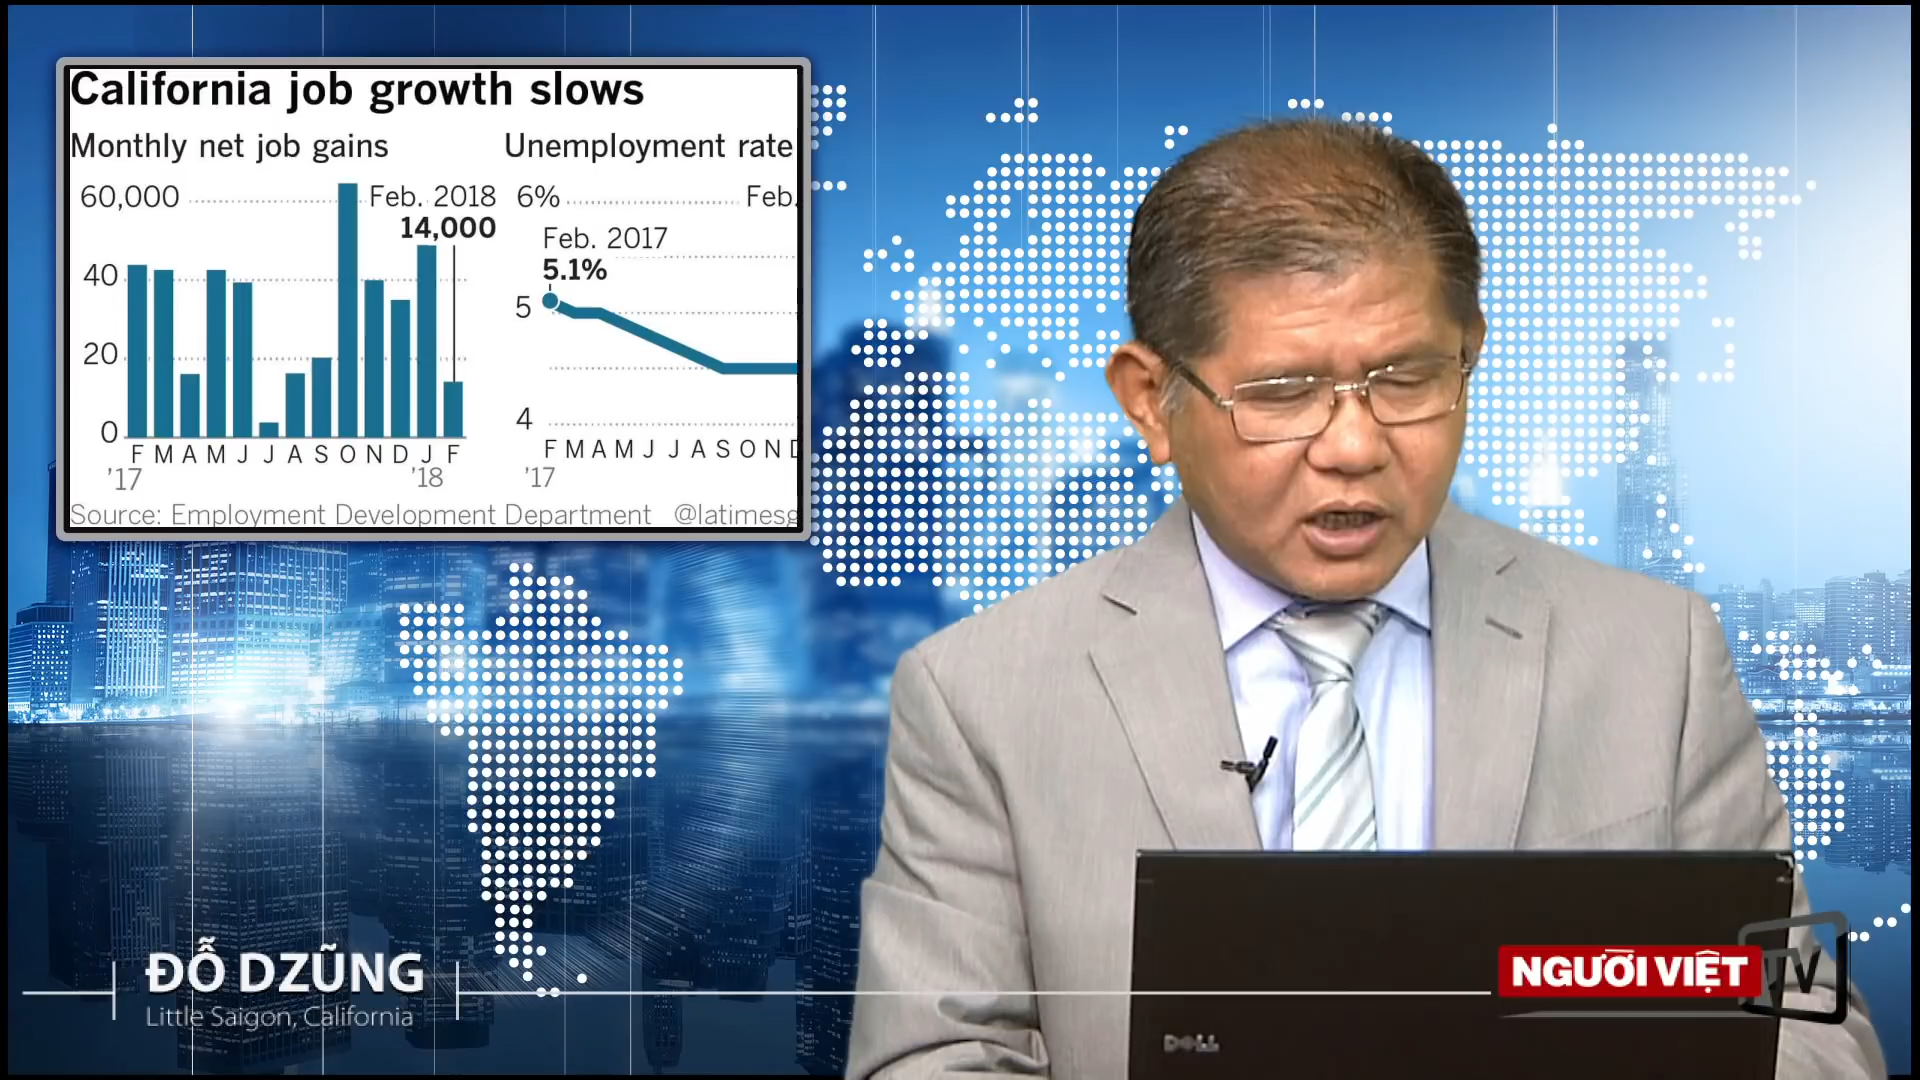 California job growth slows
Monthly net job gains
60,000
Feb. 2018
14,000
40
20
0
F M A M J J A S O N D J F
'17 '18
Unemployment rate
6%
Feb.
Feb. 2017
5.1%
5
4
F M A M J J A S O N D
'17
Source: Employment Development Department @latimesg
ĐỖ DZŨNG
Little Saigon, California
NGƯỜI VIỆT TV
DELL